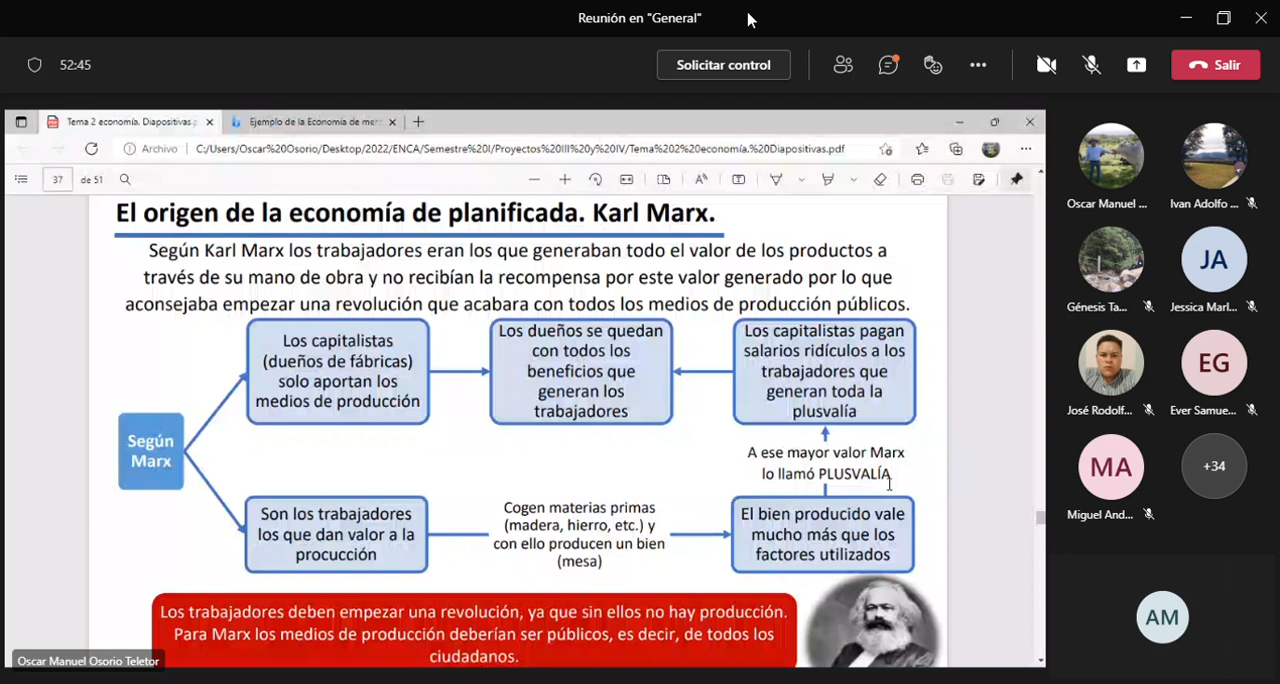 Reunión en "General"
52:45
Solicitar control
Salir
Tema 2 economía. Diapositivas.p
Ejemplo de la Economía de merc
Archivo
C:/Users/Oscar%20Osorio/Desktop/2022/ENCA/Semestre%20I/Proyectos%20III%20y%20IV/Tema%202%20economía.%20Diapositivas.pdf
37
de 51
El origen de la economía de planificada. Karl Marx.
Según Karl Marx los trabajadores eran los que generaban todo el valor de los productos a
través de su mano de obra y no recibían la recompensa por este valor generado por lo que
aconsejaba empezar una revolución que acabara con todos los medios de producción públicos.
Según
Marx
Los capitalistas
(dueños de fábricas)
solo aportan los
medios de producción
Los dueños se quedan
con todos los
beneficios que
generan los
trabajadores
Los capitalistas pagan
salarios ridículos a los
trabajadores que
generan toda la
plusvalía
A ese mayor valor Marx
lo llamó PLUSVALÍA
Son los trabajadores
los que dan valor a la
procucción
Cogen materias primas
(madera, hierro, etc.) y
con ello producen un bien
(mesa)
El bien producido vale
mucho más que los
factores utilizados
Los trabajadores deben empezar una revolución, ya que sin ellos no hay producción.
Para Marx los medios de producción deberían ser públicos, es decir, de todos los
ciudadanos.
Oscar Manuel Osorio Teletor
Oscar Manuel ...
Ivan Adolfo ...
JA
Génesis Ta...
Jessica Marl...
EG
José Rodolf...
Ever Samue...
MA
+34
Miguel And...
AM